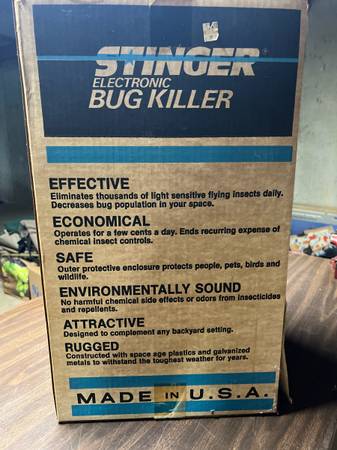 STINGER®
ELECTRONIC
BUG KILLER
EFFECTIVE
Eliminates thousands of light sensitive flying insects daily.
Decreases bug population in your space.
ECONOMICAL
Operates for a few cents a day. Ends recurring expense of
chemical insect controls.
SAFE
Outer protective enclosure protects people, pets, birds and
wildlife.
ENVIRONMENTALLY SOUND
No harmful chemical side effects or odors from insecticides
and repellents.
ATTRACTIVE
Designed to complement any backyard setting.
RUGGED
Constructed with space age plastics and galvanized
metals to withstand the toughest weather for years.
MADE IN U.S.A.